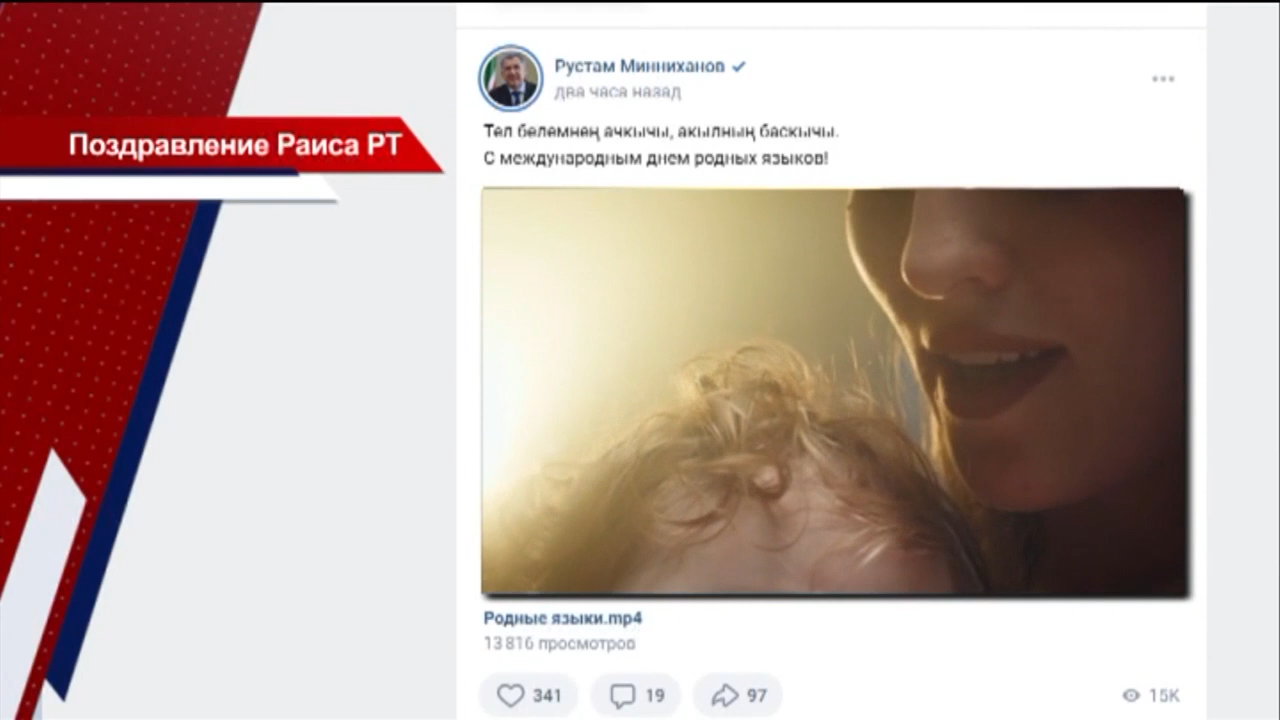 Поздравление Раиса РТ
Рустам Минниханов
два часа назад
Тел белемнең ачкычы, акылның баскычы.
С международным днем родных языков!
Родные языки.mp4
13 816 просмотров
341
19
97
15K